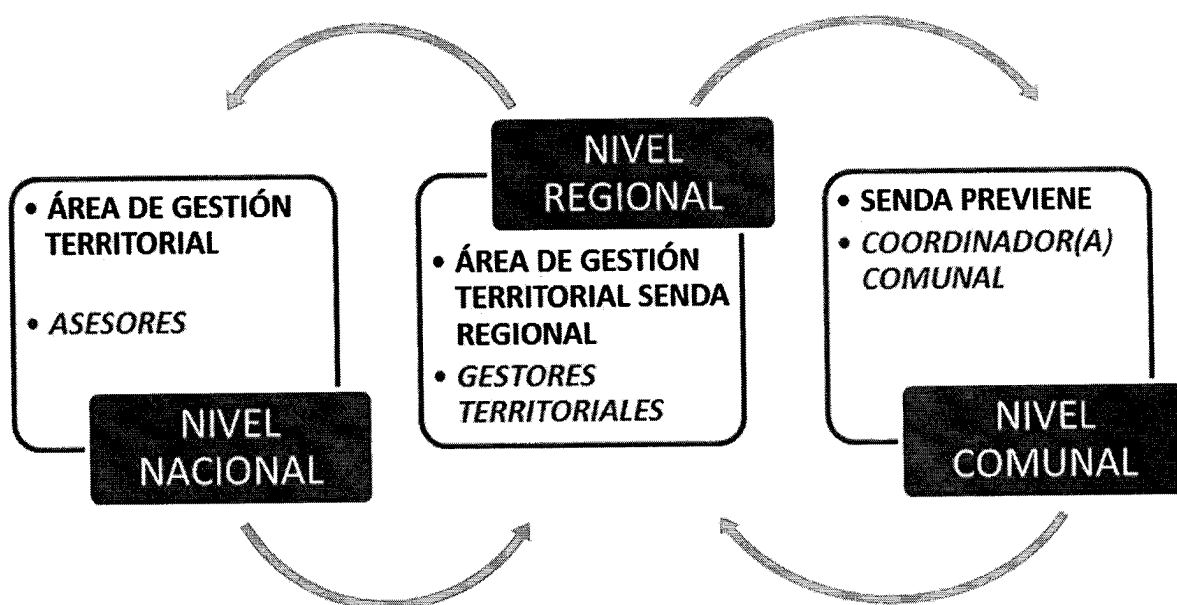 • ÁREA DE GESTIÓN
TERRITORIAL
• ASESORES
NIVEL
NACIONAL
NIVEL
REGIONAL
• ÁREA DE GESTIÓN
TERRITORIAL SENDA
REGIONAL
• GESTORES
TERRITORIALES
• SENDA PREVIENE
• COORDINADOR(A)
COMUNAL
NIVEL
COMUNAL